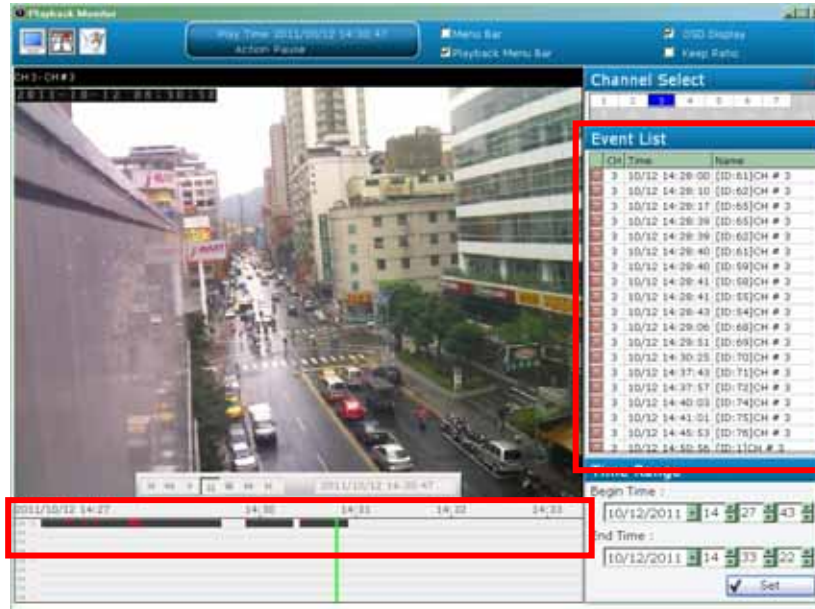 Playback Monitor
Play Time 2011/10/12 14:30:47
Action Pause
Menu Bar
Playback Menu Bar
OSD Display
Keep Ratio
CH3-CH#3
2011-10-12
Channel Select
1 2 3 4 5 6 7
Event List
CH Time Name
3 10/12 14:28:00 [ID:61]CH # 3
3 10/12 14:28:10 [ID:62]CH # 3
3 10/12 14:28:17 [ID:65]CH # 3
3 10/12 14:28:39 [ID:65]CH # 3
3 10/12 14:28:39 [ID:62]CH # 3
3 10/12 14:28:40 [ID:61]CH # 3
3 10/12 14:28:40 [ID:59]CH # 3
3 10/12 14:28:41 [ID:58]CH # 3
3 10/12 14:28:41 [ID:55]CH # 3
3 10/12 14:28:43 [ID:54]CH # 3
3 10/12 14:29:06 [ID:68]CH # 3
3 10/12 14:29:51 [ID:69]CH # 3
3 10/12 14:30:25 [ID:70]CH # 3
3 10/12 14:37:43 [ID:71]CH # 3
3 10/12 14:37:57 [ID:72]CH # 3
3 10/12 14:40:03 [ID:74]CH # 3
3 10/12 14:41:01 [ID:75]CH # 3
3 10/12 14:45:53 [ID:76]CH # 3
3 10/12 14:50:56 [ID:1]CH # 3
2011/10/12 14:30:47
2011/10/12 14:27 14:30 14:31 14:32 14:33
Time Range
Begin Time :
10/12/2011 14 27 43
End Time :
10/12/2011 14 33 22
Set